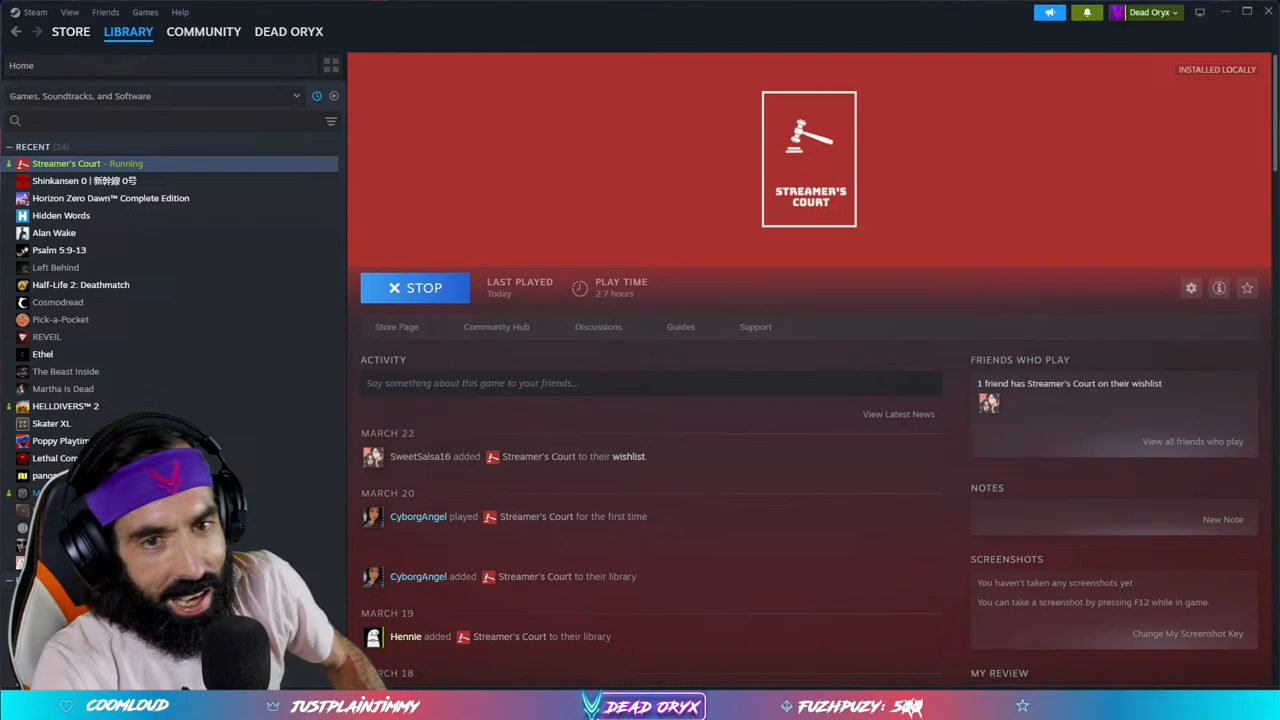 Steam View Friends Games Help
Dead Oryx
STORE LIBRARY COMMUNITY DEAD ORYX
Home
INSTALLED LOCALLY
Games, Soundtracks, and Software
RECENT (24)
Streamer's Court - Running
Shinkansen 0 | 新幹線 0号
Horizon Zero Dawn™ Complete Edition
Hidden Words
Alan Wake
Psalm 5:9-13
Left Behind
Half-Life 2: Deathmatch
Cosmodread
Pick-a-Pocket
REVEIL
Ethel
The Beast Inside
Martha Is Dead
HELLDIVERS™ 2
Skater XL
Poppy Playtim
Lethal Com
STREAMER'S
COURT
STOP
LAST PLAYED
Today
PLAY TIME
2.7 hours
Store Page Community Hub Discussions Guides Support
ACTIVITY
Say something about this game to your friends...
View Latest News
MARCH 22
SweetSalsa16 added Streamer's Court to their wishlist.
MARCH 20
CyborgAngel played Streamer's Court for the first time
CyborgAngel added Streamer's Court to their library
MARCH 19
Hennie added Streamer's Court to their library
MARCH 18
FRIENDS WHO PLAY
1 friend has Streamer's Court on their wishlist
View all friends who play
NOTES
New Note
SCREENSHOTS
You haven't taken any screenshots yet
You can take a screenshot by pressing F12 while in game.
Change My Screenshot Key
MY REVIEW
COOMLOUD JUSTPLAINJIMMY DEAD ORYX FUZHPUZY: 500